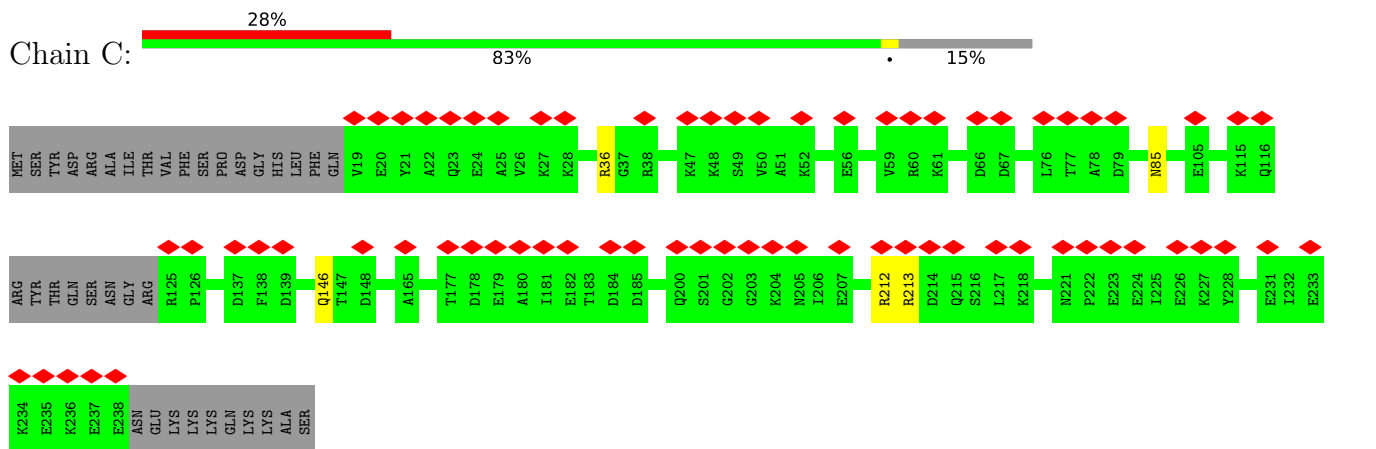 28%
Chain C:
83% • 15%
MET SER TYR ASP ARG ALA ILE THR VAL PHE SER PRO ASP GLY HIS LEU PHE GLN V19 E20 Y21 A22 Q23 E24 A25 V26 K27 K28 R36 G37 R38 K47 K48 S49 V50 A51 K52 E56 V59 R60 K61 D66 D67 L76 T77 A78 D79 N85 E105 K115 Q116
ARG TYR THR GLN SER ASN GLY ARG R125 P126 D137 F138 D139 Q146 T147 D148 A165 T177 D178 E179 A180 I181 E182 T183 D184 D185 Q200 S201 G202 G203 K204 N205 I206 E207 R212 R213 D214 Q215 S216 L217 K218 N221 P222 E223 E224 I225 E226 K227 Y228 E231 I232 E233
K234 E235 K236 E237 E238 ASN GLU LYS LYS LYS GLN LYS LYS ALA SER